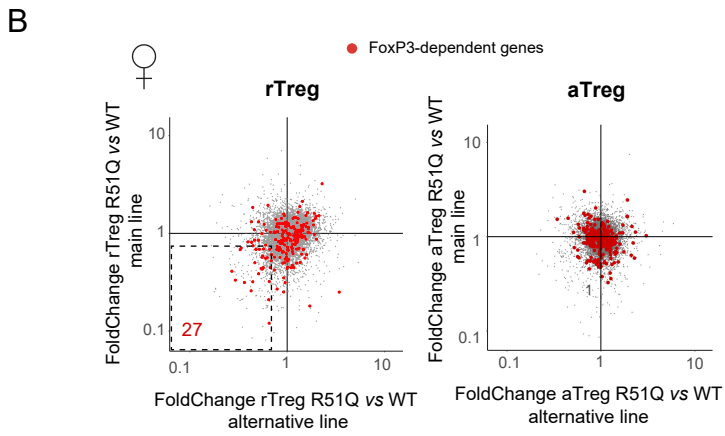 B
♀
FoxP3-dependent genes
rTreg
FoldChange rTreg R51Q vs WT
main line
10
1
0.1
27
0.1
1
10
FoldChange rTreg R51Q vs WT
alternative line
aTreg
FoldChange aTreg R51Q vs WT
main line
10
1
0.1
1
0.1
1
10
FoldChange aTreg R51Q vs WT
alternative line